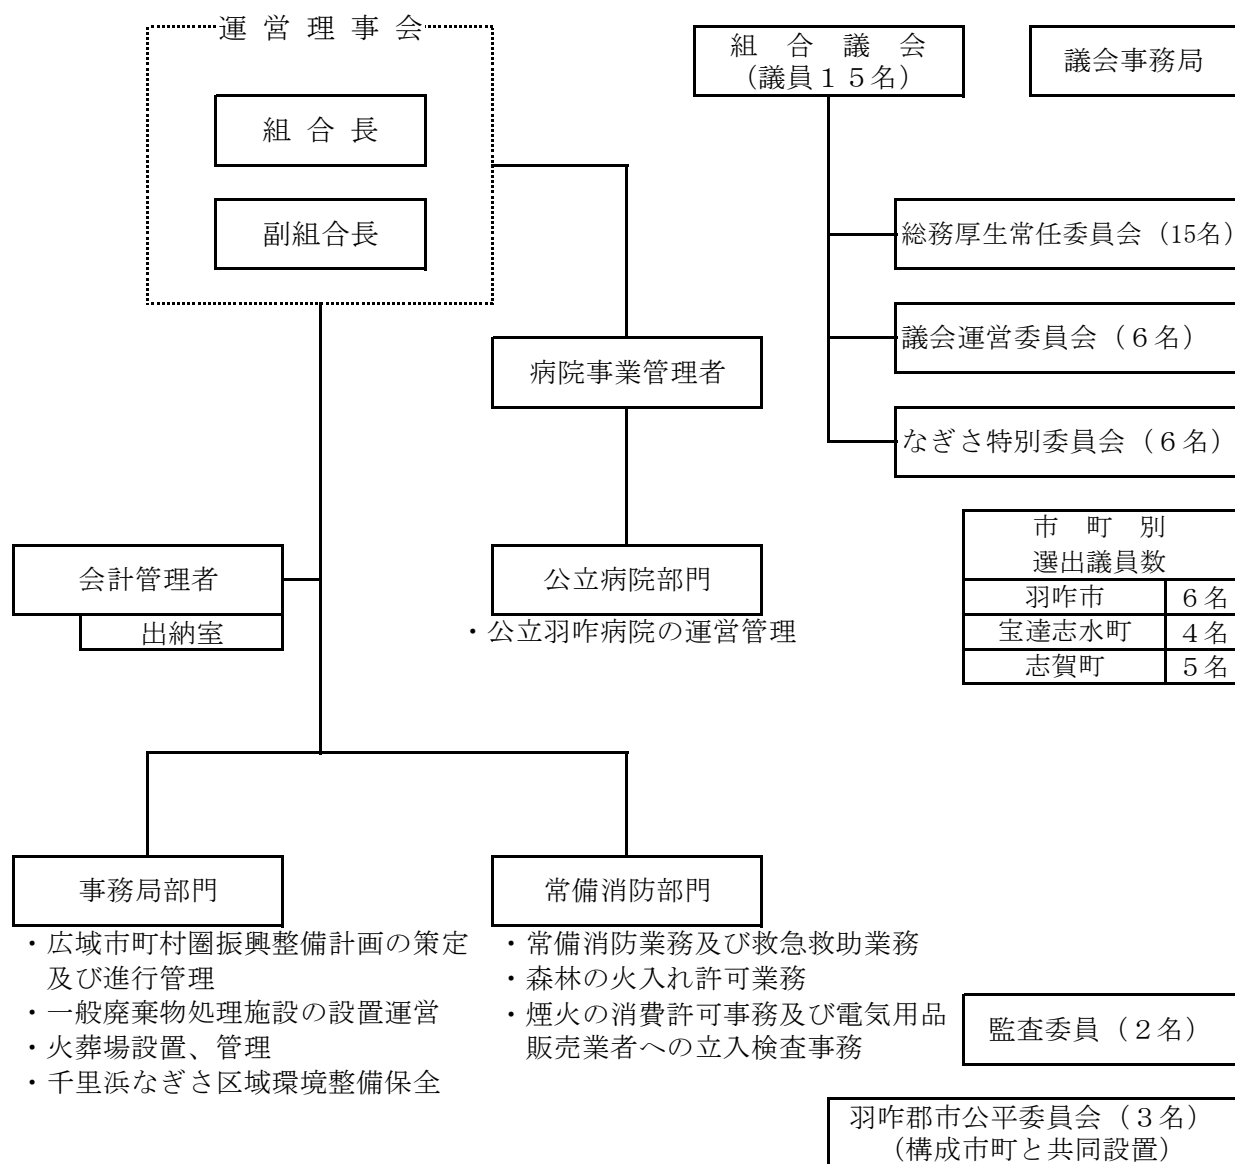 運営理事会
組合長
副組合長
組合議会
（議員１５名）
議会事務局
総務厚生常任委員会（15名）
議会運営委員会（６名）
なぎさ特別委員会（６名）
病院事業管理者
市町別
選出議員数
羽咋市 ６名
宝達志水町 ４名
志賀町 ５名
会計管理者
出納室
公立病院部門
・公立羽咋病院の運営管理
事務局部門
・広域市町村圏振興整備計画の策定
及び進行管理
・一般廃棄物処理施設の設置運営
・火葬場設置、管理
・千里浜なぎさ区域環境整備保全
常備消防部門
・常備消防業務及び救急救助業務
・森林の火入れ許可業務
・煙火の消費許可事務及び電気用品
販売業者への立入検査事務
監査委員（２名）
羽咋郡市公平委員会（３名）
（構成市町と共同設置）